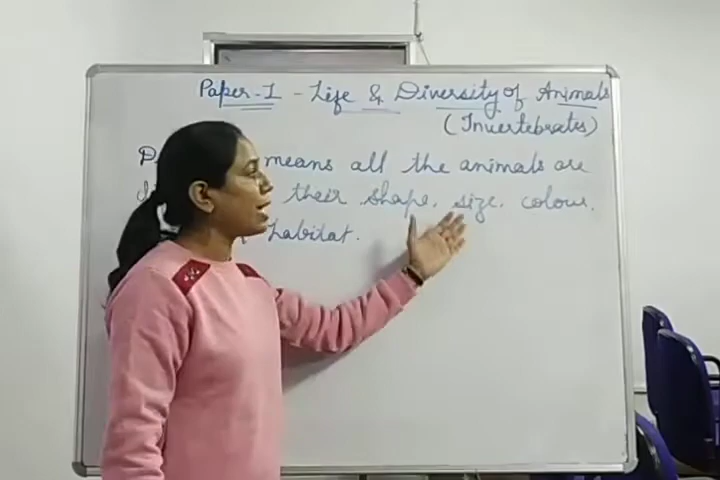 Paper-I - Life & Diversity of Animals
(Invertebrates)
means all the animals are
their shape, size, colour,
habitat.